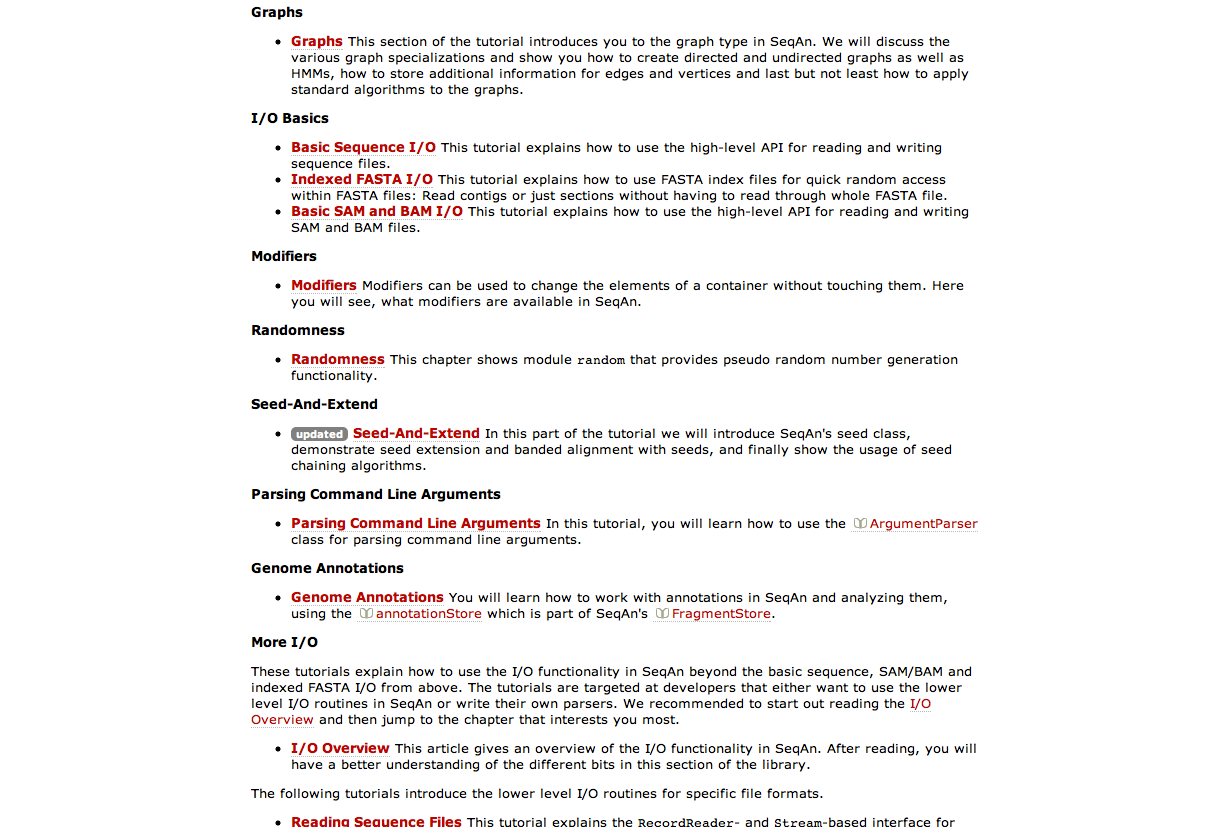 Graphs
Graphs This section of the tutorial introduces you to the graph type in SeqAn. We will discuss the
various graph specializations and show you how to create directed and undirected graphs as well as
HMMs, how to store additional information for edges and vertices and last but not least how to apply
standard algorithms to the graphs.
I/O Basics
Basic Sequence I/O This tutorial explains how to use the high-level API for reading and writing
sequence files.
Indexed FASTA I/O This tutorial explains how to use FASTA index files for quick random access
within FASTA files: Read contigs or just sections without having to read through whole FASTA file.
Basic SAM and BAM I/O This tutorial explains how to use the high-level API for reading and writing
SAM and BAM files.
Modifiers
Modifiers Modifiers can be used to change the elements of a container without touching them. Here
you will see, what modifiers are available in SeqAn.
Randomness
Randomness This chapter shows module random that provides pseudo random number generation
functionality.
Seed-And-Extend
updated Seed-And-Extend In this part of the tutorial we will introduce SeqAn's seed class,
demonstrate seed extension and banded alignment with seeds, and finally show the usage of seed
chaining algorithms.
Parsing Command Line Arguments
Parsing Command Line Arguments In this tutorial, you will learn how to use the ArgumentParser
class for parsing command line arguments.
Genome Annotations
Genome Annotations You will learn how to work with annotations in SeqAn and analyzing them,
using the annotationStore which is part of SeqAn's FragmentStore.
More I/O
These tutorials explain how to use the I/O functionality in SeqAn beyond the basic sequence, SAM/BAM and
indexed FASTA I/O from above. The tutorials are targeted at developers that either want to use the lower
level I/O routines in SeqAn or write their own parsers. We recommended to start out reading the I/O
Overview and then jump to the chapter that interests you most.
I/O Overview This article gives an overview of the I/O functionality in SeqAn. After reading, you will
have a better understanding of the different bits in this section of the library.
The following tutorials introduce the lower level I/O routines for specific file formats.
Reading Sequence Files This tutorial explains the RecordReader- and Stream-based interface for